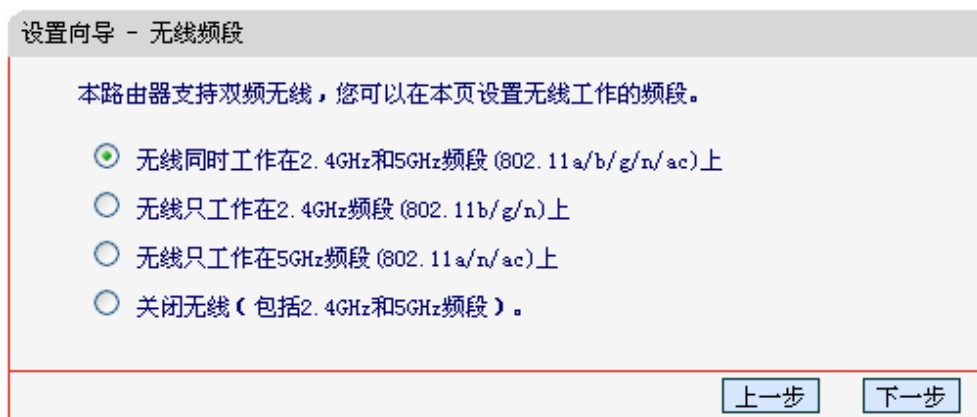 设置向导 - 无线频段
本路由器支持双频无线，您可以在本页设置无线工作的频段。
无线同时工作在2.4GHz和5GHz频段(802.11a/b/g/n/ac)上
无线只工作在2.4GHz频段(802.11b/g/n)上
无线只工作在5GHz频段(802.11a/n/ac)上
关闭无线（包括2.4GHz和5GHz频段）。
上一步 下一步